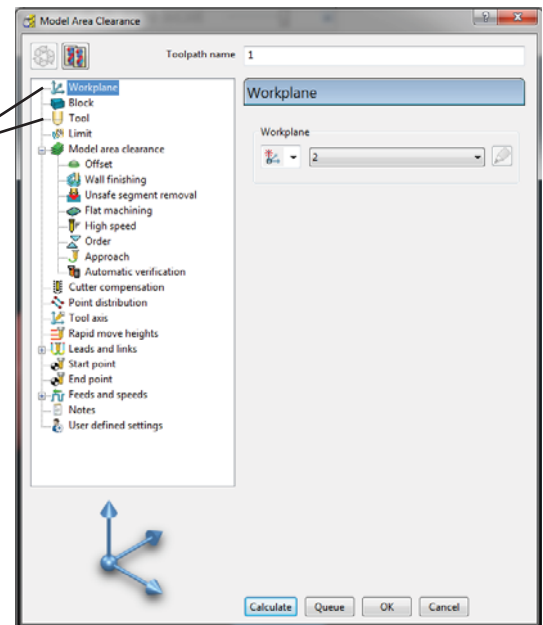 Model Area Clearance
Toolpath name 1
Workplane
Block
Tool
Limit
Model area clearance
Offset
Wall finishing
Unsafe segment removal
Flat machining
High speed
Order
Approach
Automatic verification
Cutter compensation
Point distribution
Tool axis
Rapid move heights
Leads and links
Start point
End point
Feeds and speeds
Notes
User defined settings
Workplane
Workplane
2
Calculate Queue OK Cancel